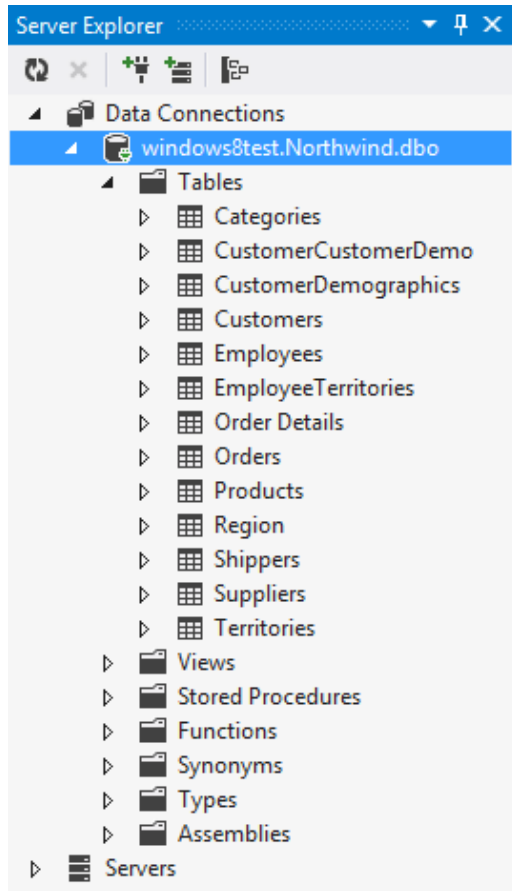 Server Explorer
Data Connections
windows8test.Northwind.dbo
Tables
Categories
CustomerCustomerDemo
CustomerDemographics
Customers
Employees
EmployeeTerritories
Order Details
Orders
Products
Region
Shippers
Suppliers
Territories
Views
Stored Procedures
Functions
Synonyms
Types
Assemblies
Servers